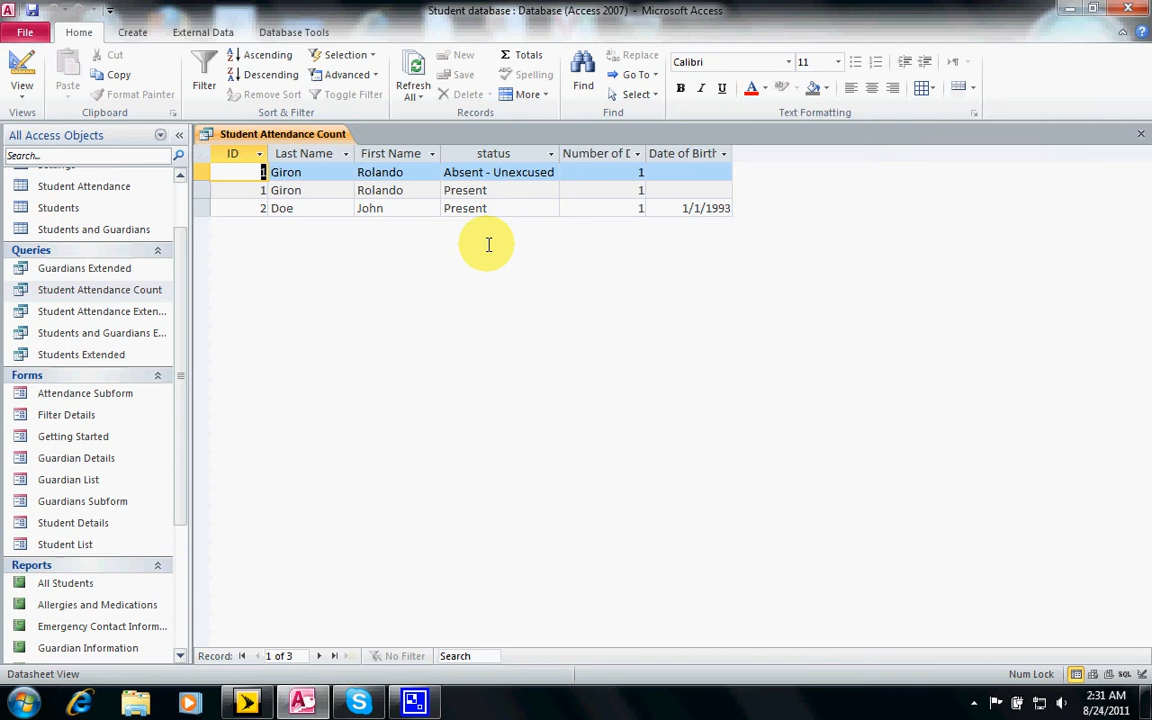 Student database : Database (Access 2007) - Microsoft Access
File Home Create External Data Database Tools
View
Views
Paste
Cut
Copy
Format Painter
Clipboard
Filter
Ascending
Descending
Remove Sort
Selection
Advanced
Toggle Filter
Sort & Filter
Refresh All
New
Save
Delete
Totals
Spelling
More
Records
Find
Replace
Go To
Select
Find
Calibri 11
B I U A
Text Formatting
All Access Objects
Search...
Student Attendance
Students
Students and Guardians
Queries
Guardians Extended
Student Attendance Count
Student Attendance Exten...
Students and Guardians E...
Students Extended
Forms
Attendance Subform
Filter Details
Getting Started
Guardian Details
Guardian List
Guardians Subform
Student Details
Student List
Reports
All Students
Allergies and Medications
Emergency Contact Inform...
Guardian Information
Student Attendance Count
ID Last Name First Name status Number of D Date of Birth
1 Giron Rolando Absent - Unexcused 1
1 Giron Rolando Present 1
2 Doe John Present 1 1/1/1993
Record: 1 of 3 No Filter Search
Datasheet View Num Lock SQL
2:31 AM
8/24/2011